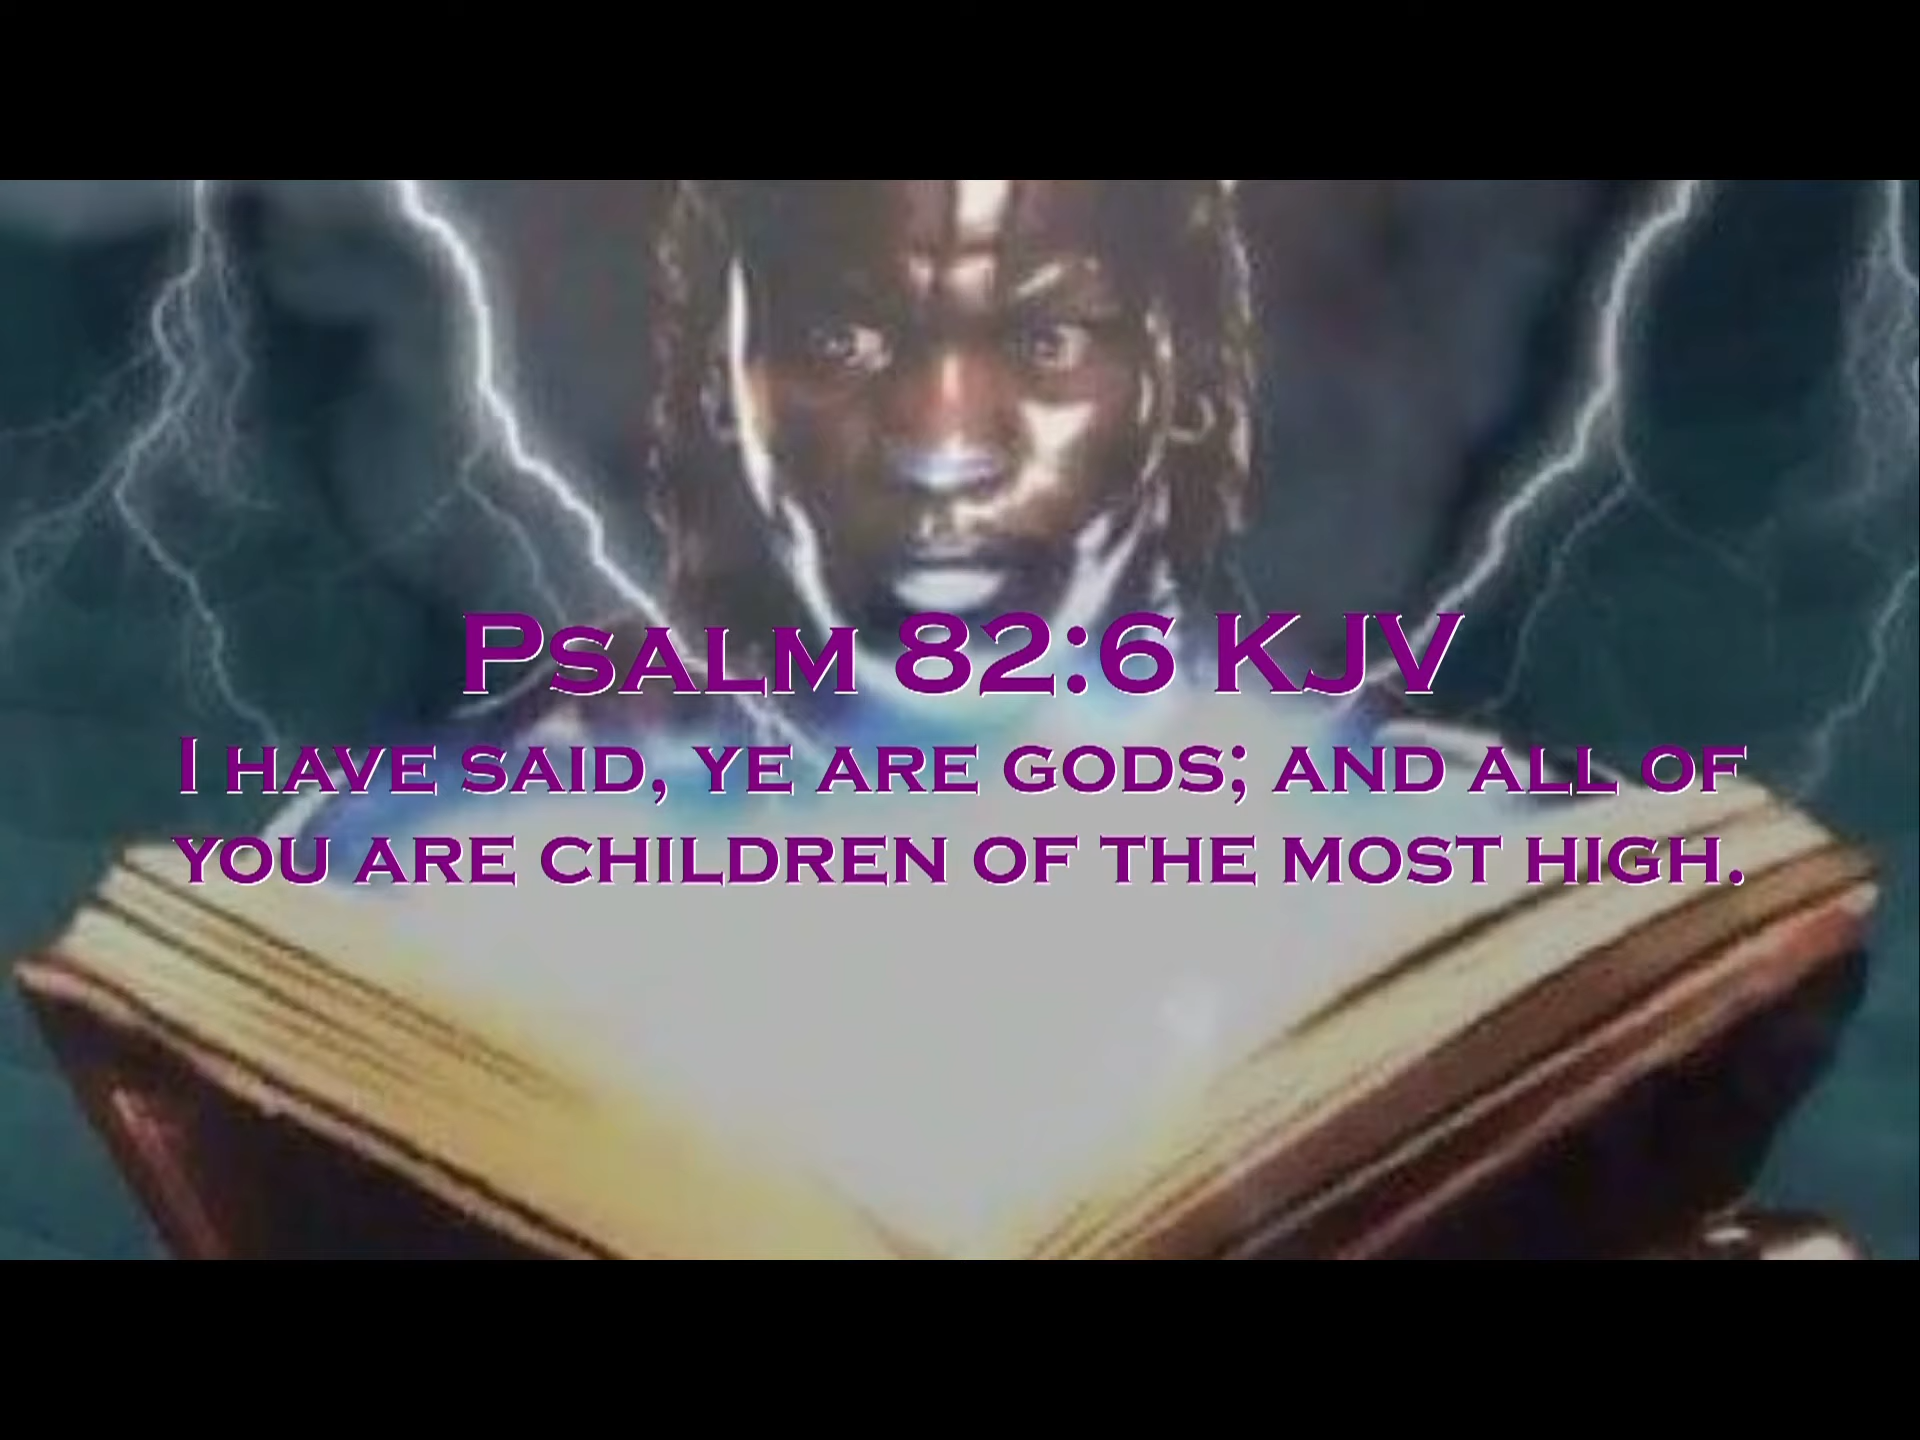 Psalm 82:6 KJV
I have said, ye are gods; and all of
you are children of the most high.